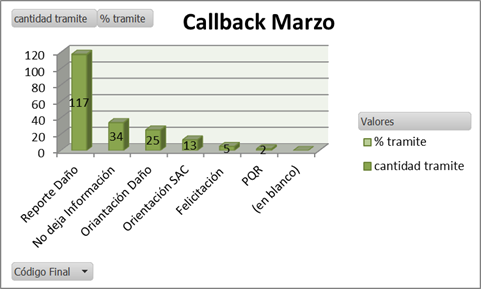 cantidad tramite % tramite
Callback Marzo
120
100
80
60
40
20
0
117
34
25
13
5
2
Reporte Daño
No deja Información
Oriantación Daño
Orientación SAC
Felicitación
PQR
(en blanco)
Valores
% tramite
cantidad tramite
Código Final